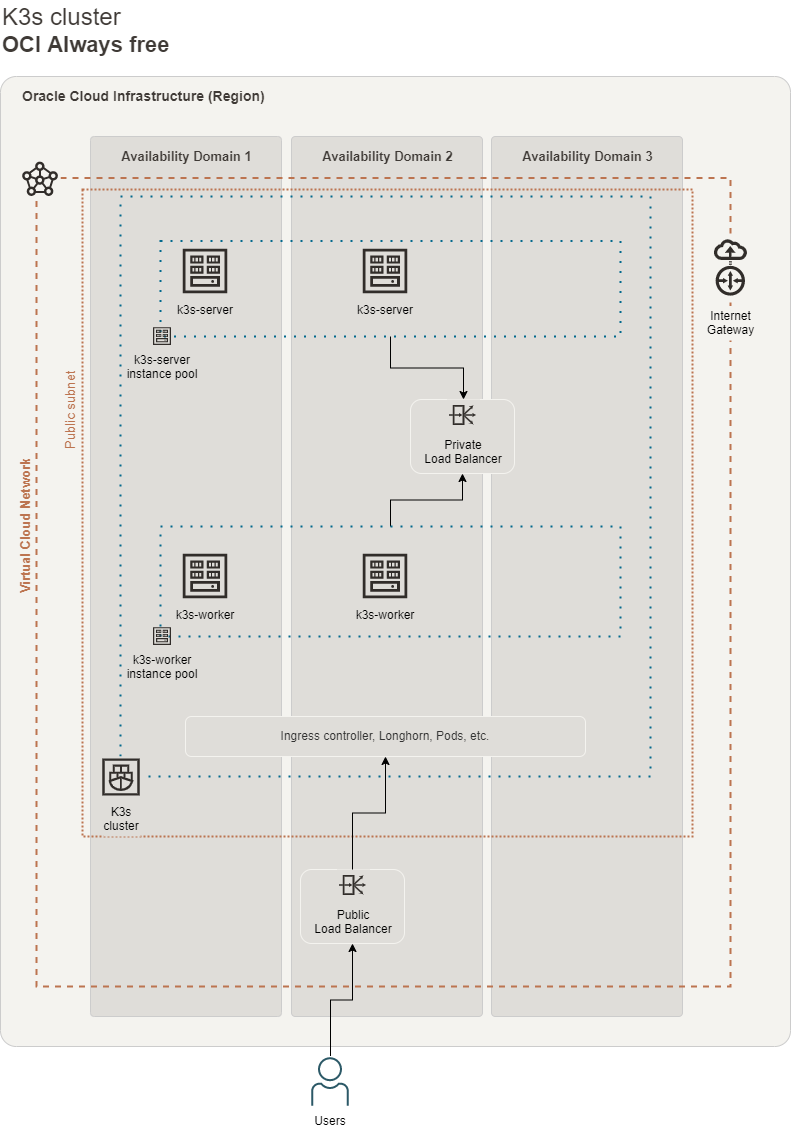 K3s cluster
OCI Always free
Oracle Cloud Infrastructure (Region)
Availability Domain 1
Availability Domain 2
Availability Domain 3
k3s-server
k3s-server
Internet
Gateway
k3s-server
instance pool
Public subnet
Private
Load Balancer
Virtual Cloud Network
k3s-worker
k3s-worker
k3s-worker
instance pool
Ingress controller, Longhorn, Pods, etc.
K3s
cluster
Public
Load Balancer
Users